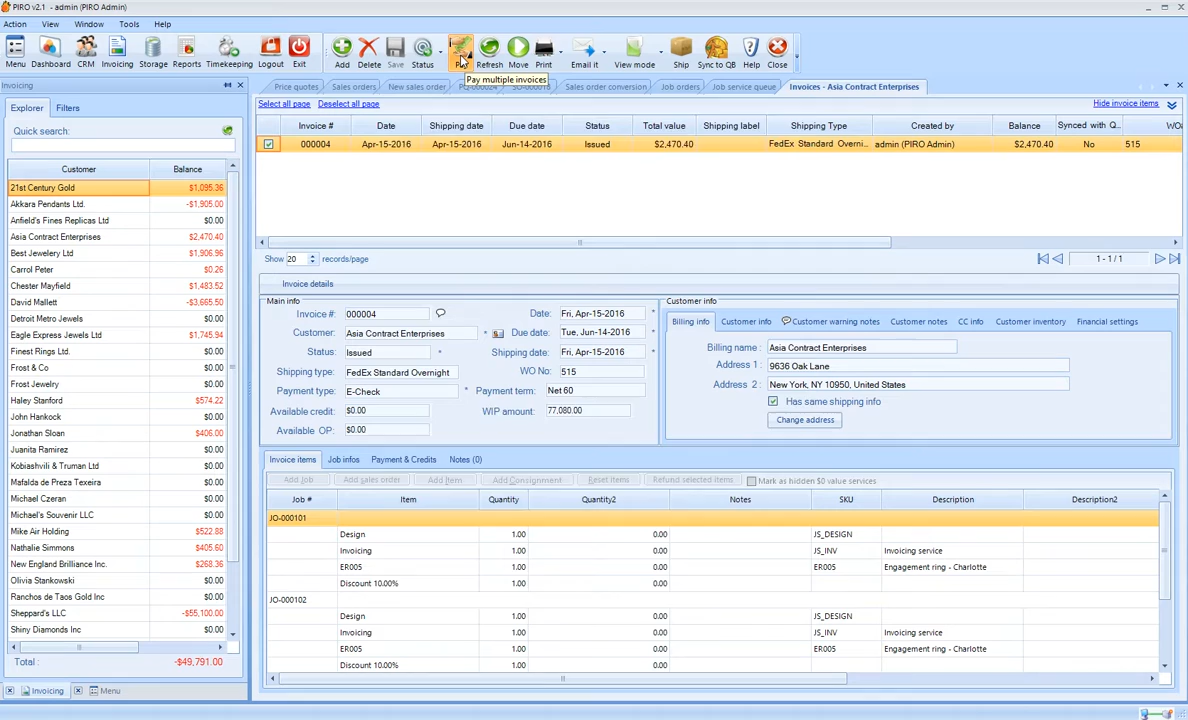 PIRO v2.1 - admin (PIRO Admin)
Action View Window Tools Help
Menu Dashboard CRM Invoicing Storage Reports Timekeeping Logout Exit Add Delete Save Status Pay Refresh Move Print Email it View mode Ship Sync to QB Help Close
Pay multiple invoices
Invoicing
Price quotes Sales orders New sales order Sales order conversion Job orders Job service queue Invoices - Asia Contract Enterprises
Explorer Filters
Select all page Deselect all page Hide invoice items
Quick search:
Invoice # Date Shipping date Due date Status Total value Shipping label Shipping Type Created by Balance Synced with Q... WO
000004 Apr-15-2016 Apr-15-2016 Jun-14-2016 Issued $2,470.40 FedEx Standard Overni... admin (PIRO Admin) $2,470.40 No 515
Customer Balance
21st Century Gold $1,095.36
Akkara Pendants Ltd. -$1,905.00
Anfield's Fines Replicas Ltd $0.00
Asia Contract Enterprises $2,470.40
Best Jewelery Ltd $1,906.96
Carrol Peter $0.26
Chester Mayfield $1,483.52
David Mallett -$3,665.50
Detroit Metro Jewels $0.00
Eagle Express Jewels Ltd $1,745.94
Finest Rings Ltd. $0.00
Frost & Co $0.00
Frost Jewelry $0.00
Haley Stanford $574.22
John Hancock $0.00
Jonathan Sloan $406.00
Juanita Ramirez $0.00
Kobiashvili & Truman Ltd $0.00
Mafalda de Preza Texeira $0.00
Michael Czeran $0.00
Michael's Souvenir LLC $0.00
Mike Air Holding $522.88
Nathalie Simmons $405.60
New England Brilliance Inc. $268.36
Olivia Stankowski $0.00
Ranchos de Taos Gold Inc $0.00
Sheppard's LLC -$55,100.00
Shiny Diamonds Inc $0.00
Total : -$49,791.00
Invoicing Menu
Show 20 records/page 1 - 1 / 1
Invoice details
Main info
Invoice #: 000004 Date: Fri, Apr-15-2016 *
Customer: Asia Contract Enterprises * Due date: Tue, Jun-14-2016 *
Status: Issued * Shipping date: Fri, Apr-15-2016 *
Shipping type: FedEx Standard Overnight WO No: 515
Payment type: E-Check * Payment term: Net 60
Available credit: $0.00 WIP amount: 77,080.00
Available OP: $0.00
Customer info
Billing info Customer info Customer warning notes Customer notes CC info Customer inventory Financial settings
Billing name : Asia Contract Enterprises
Address 1 : 9636 Oak Lane
Address 2 : New York, NY 10950, United States
Has same shipping info
Change address
Invoice items Job infos Payment & Credits Notes (0)
Add Job Add sales order Add Item Add Consignment Reset Items Refund selected items Mark as hidden $0 value services
Job # Item Quantity Quantity2 Notes SKU Description Description2
JO-000101
Design 1.00 0.00 JS_DESIGN
Invoicing 1.00 0.00 JS_INV Invoicing service
ER005 1.00 0.00 ER005 Engagement ring - Charlotte
Discount 10.00% 1.00 0.00
JO-000102
Design 1.00 0.00 JS_DESIGN
Invoicing 1.00 0.00 JS_INV Invoicing service
ER005 1.00 0.00 ER005 Engagement ring - Charlotte
Discount 10.00% 1.00 0.00